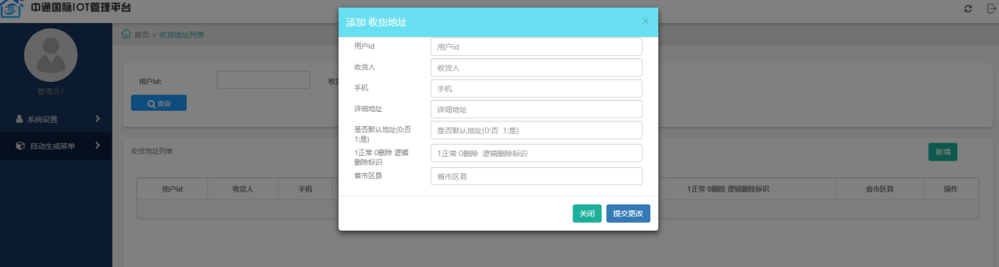 中通国脉IOT管理平台
添加 收货地址
×
首页 > 收货地址列表
管理员!
系统设置
自动生成菜单
用户id:
收货
查询
收货地址列表
新增
用户id
收货人
手机
1正常 0删除 逻辑删除标识
省市区县
操作
用户id
用户id
收货人
收货人
手机
手机
详细地址
详细地址
是否默认地址(0:否
1:是)
是否默认地址(0:否 1:是)
1正常 0删除 逻辑
删除标识
1正常 0删除 逻辑删除标识
省市区县
省市区县
关闭
提交更改